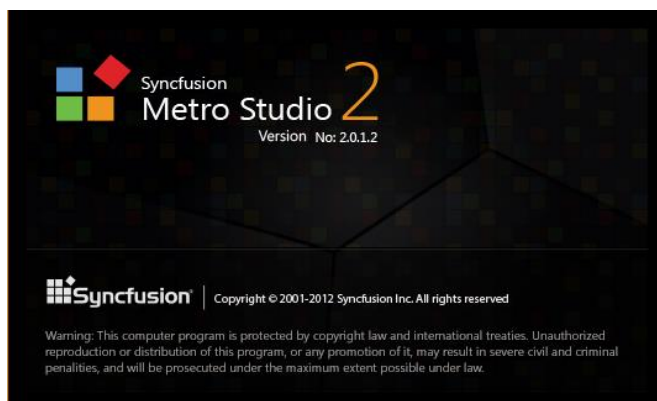 Syncfusion
Metro Studio 2
Version No: 2.0.1.2
Syncfusion
Copyright © 2001-2012 Syncfusion Inc. All rights reserved
Warning: This computer program is protected by copyright law and international treaties. Unauthorized
reproduction or distribution of this program, or any promotion of it, may result in severe civil and criminal
penalities, and will be prosecuted under the maximum extent possible under law.